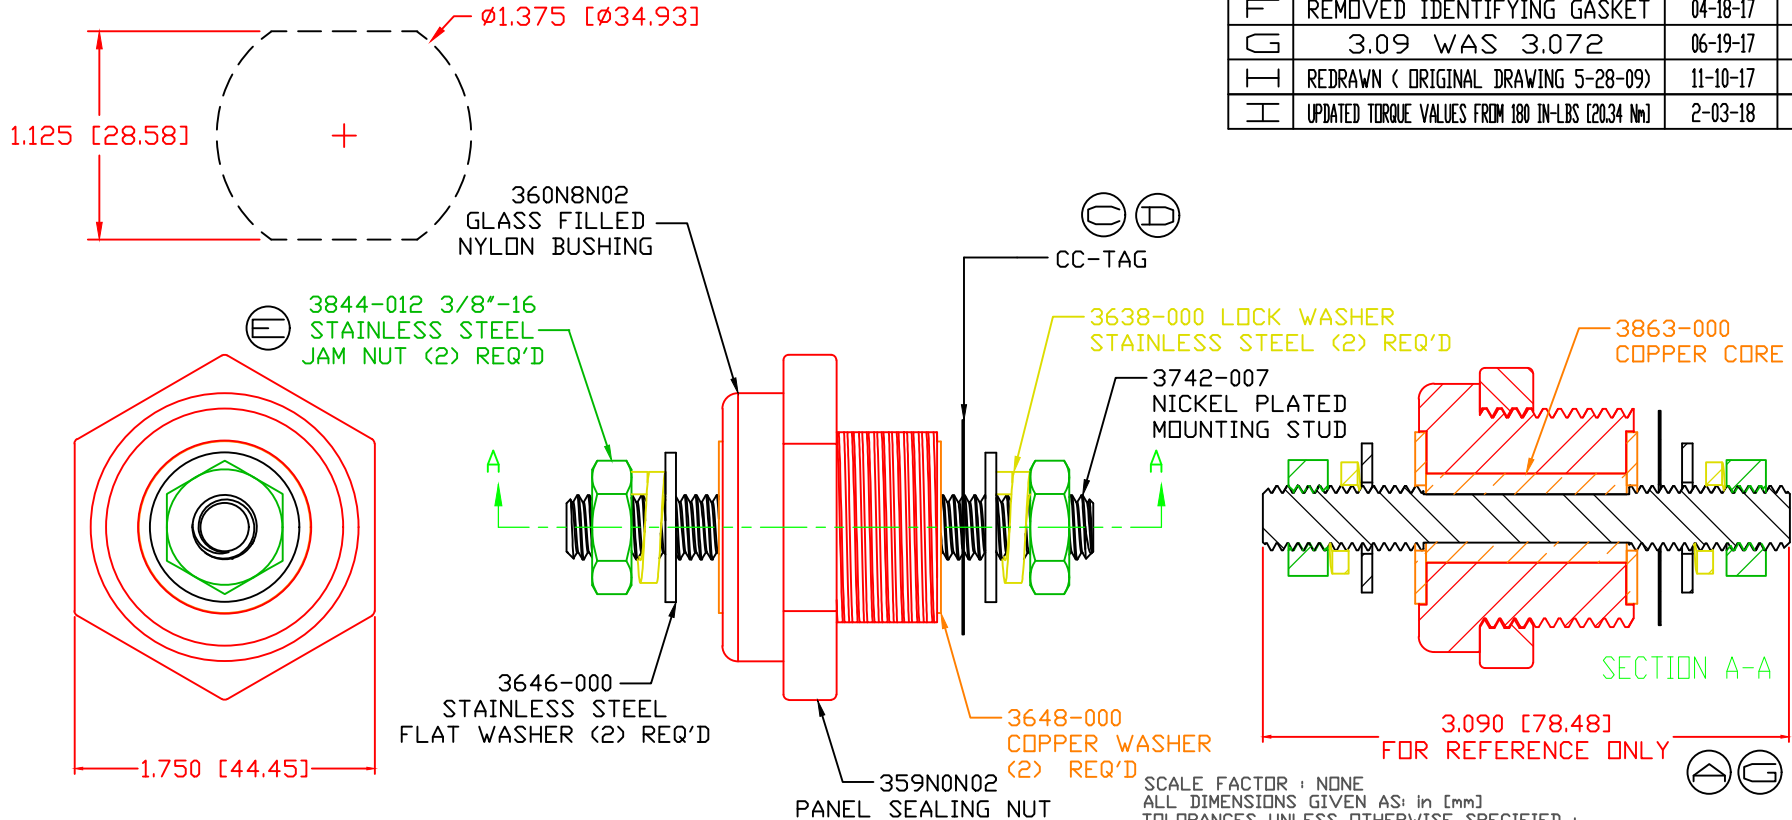 Ø1.375 [Ø34.93]
1.125 [28.58]
F REMOVED IDENTIFYING GASKET 04-18-17
G 3.09 WAS 3.072 06-19-17
H REDRAWN ( ORIGINAL DRAWING 5-28-09) 11-10-17
I UPDATED TORQUE VALUES FROM 180 IN-LBS [20.34 Nm] 2-03-18
360N8N02
GLASS FILLED
NYLON BUSHING
C D
CC-TAG
E
3844-012 3/8"-16
STAINLESS STEEL
JAM NUT (2) REQ'D
3638-000 LOCK WASHER
STAINLESS STEEL (2) REQ'D
3863-000
COPPER CORE
3742-007
NICKEL PLATED
MOUNTING STUD
A
A
3646-000
STAINLESS STEEL
FLAT WASHER (2) REQ'D
SECTION A-A
3648-000
COPPER WASHER
(2) REQ'D
3.090 [78.48]
FOR REFERENCE ONLY
A G
1.750 [44.45]
359N0N02
PANEL SEALING NUT
SCALE FACTOR : NONE
ALL DIMENSIONS GIVEN AS: in [mm]
TOLORANCES UNLESS OTHERWISE SPECIFIED :